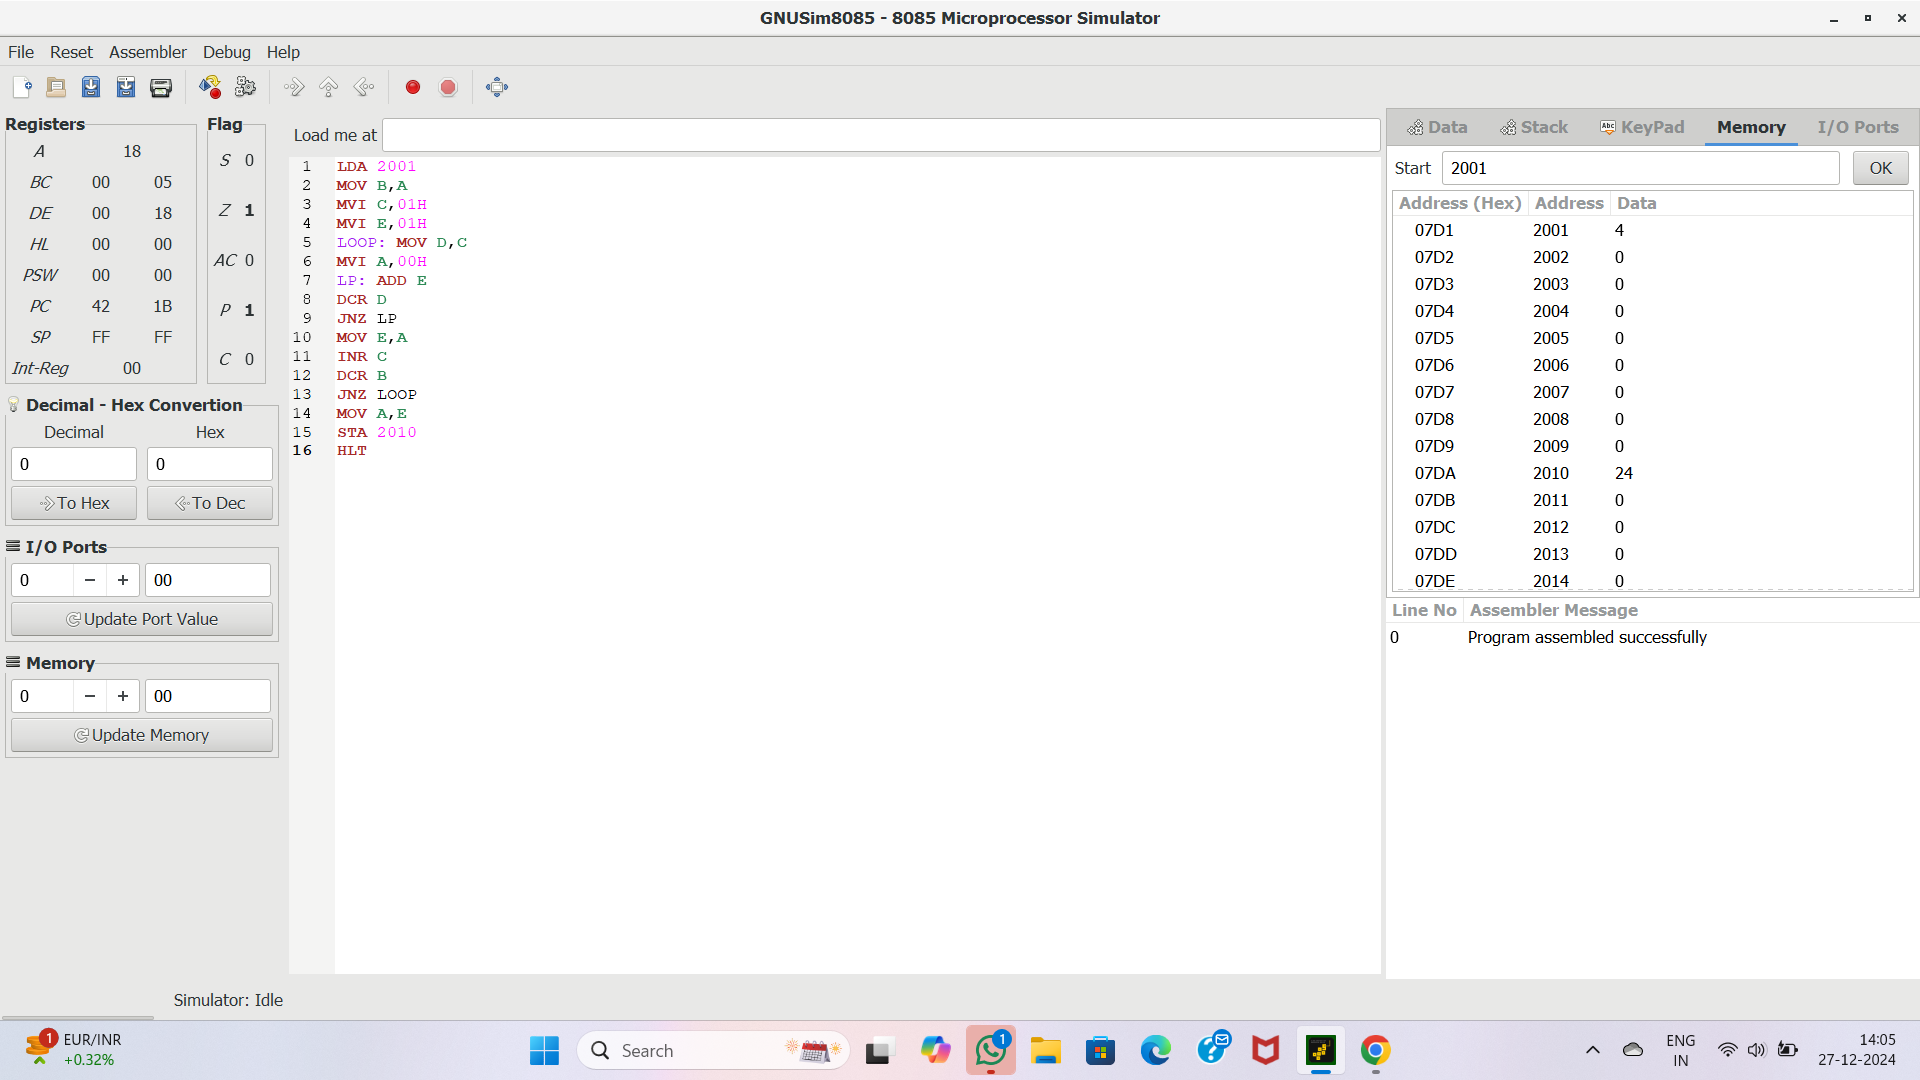 GNUSim8085 - 8085 Microprocessor Simulator
File Reset Assembler Debug Help
Registers
A 18
BC 00 05
DE 00 18
HL 00 00
PSW 00 00
PC 42 1B
SP FF FF
Int-Reg 00
Flag
S 0
Z 1
AC 0
P 1
C 0
Decimal - Hex Convertion
Decimal Hex
0 0
To Hex To Dec
I/O Ports
0 − + 00
Update Port Value
Memory
0 − + 00
Update Memory
Load me at
1 LDA 2001
2 MOV B,A
3 MVI C,01H
4 MVI E,01H
5 LOOP: MOV D,C
6 MVI A,00H
7 LP: ADD E
8 DCR D
9 JNZ LP
10 MOV E,A
11 INR C
12 DCR B
13 JNZ LOOP
14 MOV A,E
15 STA 2010
16 HLT
Data Stack Abc KeyPad Memory I/O Ports
Start 2001 OK
Address (Hex) Address Data
07D1 2001 4
07D2 2002 0
07D3 2003 0
07D4 2004 0
07D5 2005 0
07D6 2006 0
07D7 2007 0
07D8 2008 0
07D9 2009 0
07DA 2010 24
07DB 2011 0
07DC 2012 0
07DD 2013 0
07DE 2014 0
Line No Assembler Message
0 Program assembled successfully
Simulator: Idle
1 EUR/INR
+0.32%
Search
1
ENG
IN
14:05
27-12-2024